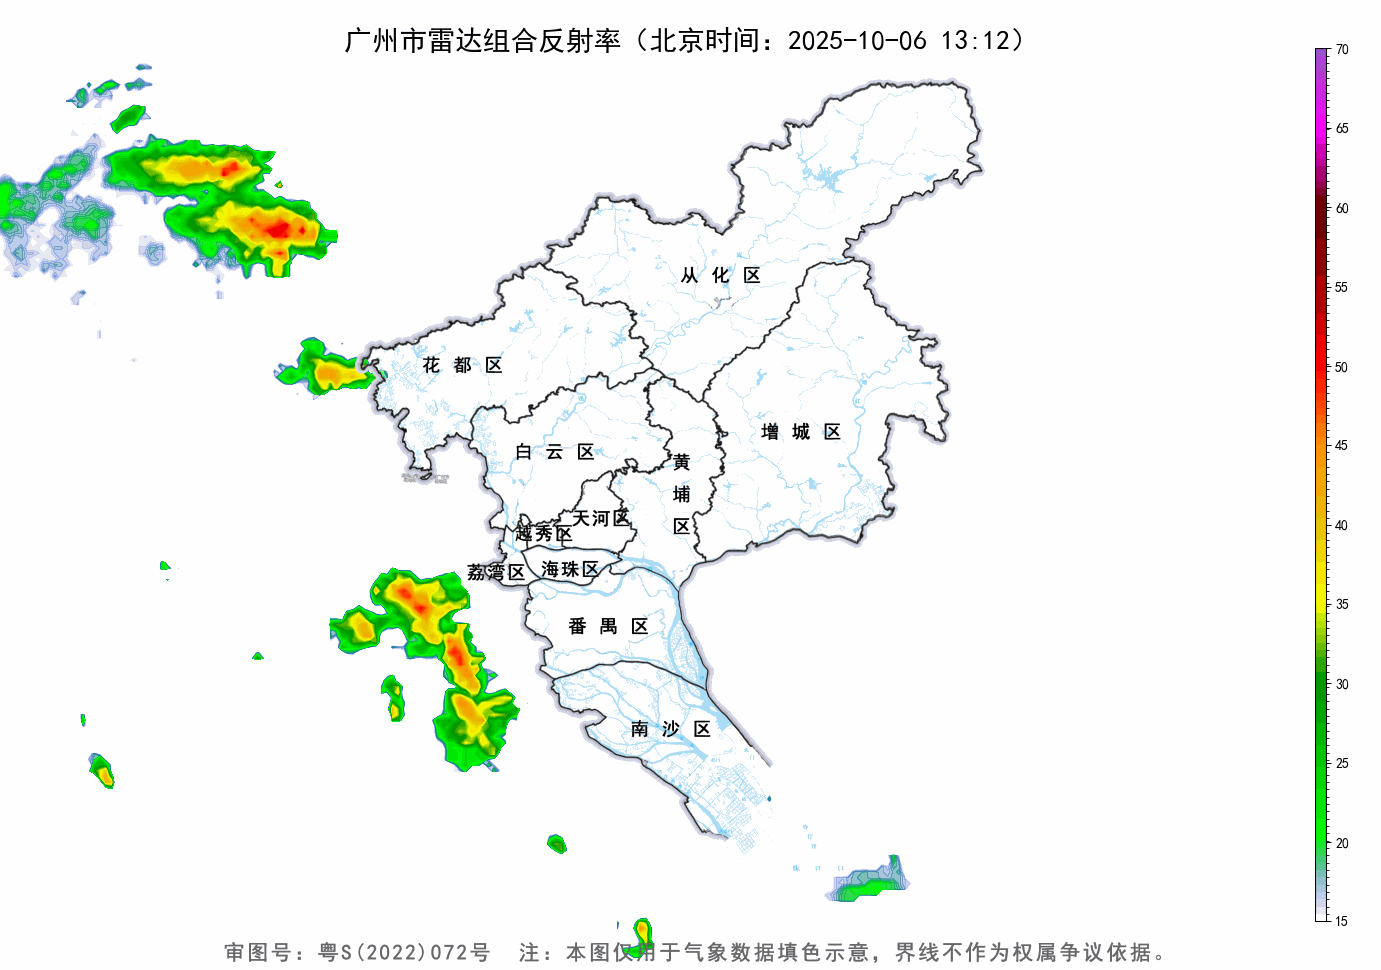 广州市雷达组合反射率（北京时间：2025-10-06 13:12）
70
65
60
55
50
45
40
35
30
25
20
15
从 化 区
花 都 区
增 城 区
白 云 区
黄
埔
区
天河区
越秀区
荔湾区
海珠区
番 禺 区
南 沙 区
审图号：粤S(2022)072号 注：本图仅用于气象数据填色示意，界线不作为权属争议依据。